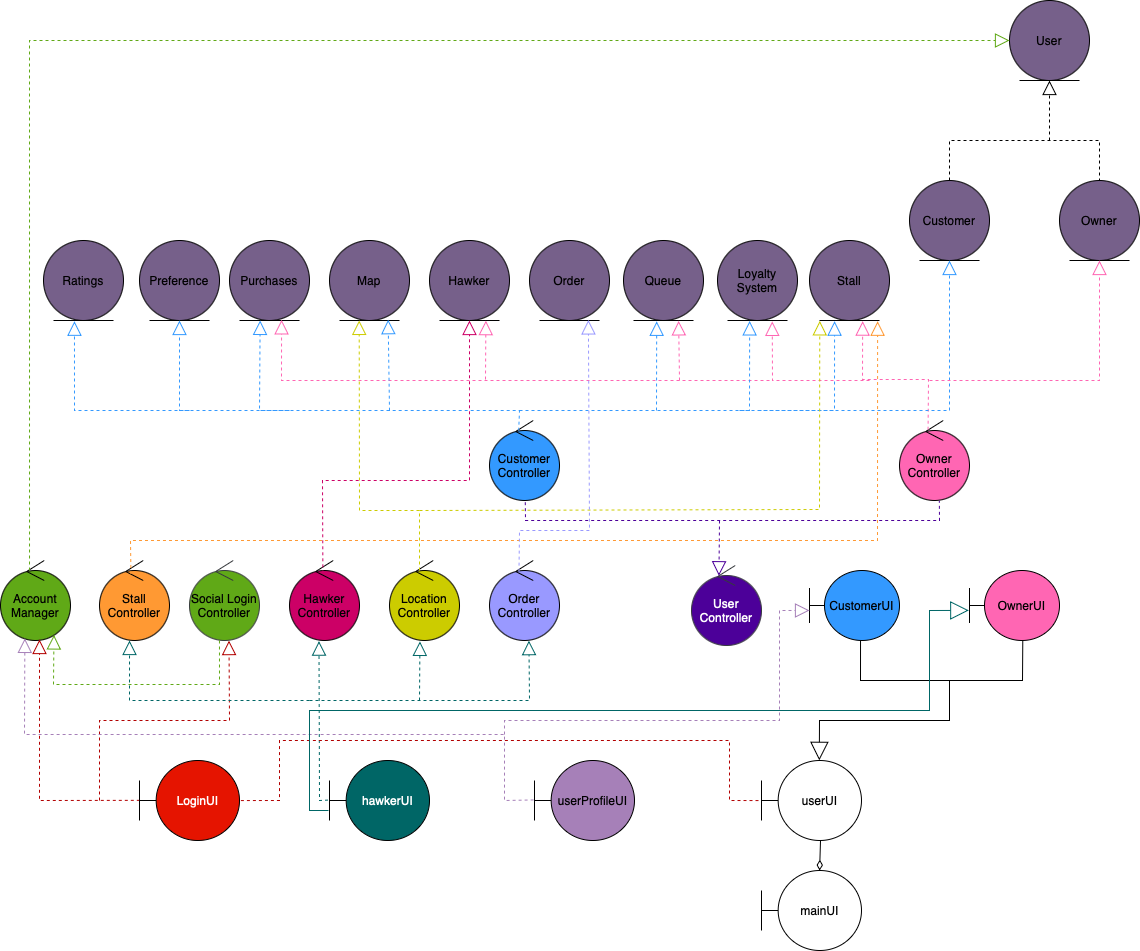 User
Customer
Owner
Ratings
Preference
Purchases
Map
Hawker
Order
Queue
Loyalty
System
Stall
Customer
Controller
Owner
Controller
Account
Manager
Stall
Controller
Social Login
Controller
Hawker
Controller
Location
Controller
Order
Controller
User
Controller
CustomerUI
OwnerUI
LoginUI
hawkerUI
userProfileUI
userUI
mainUI